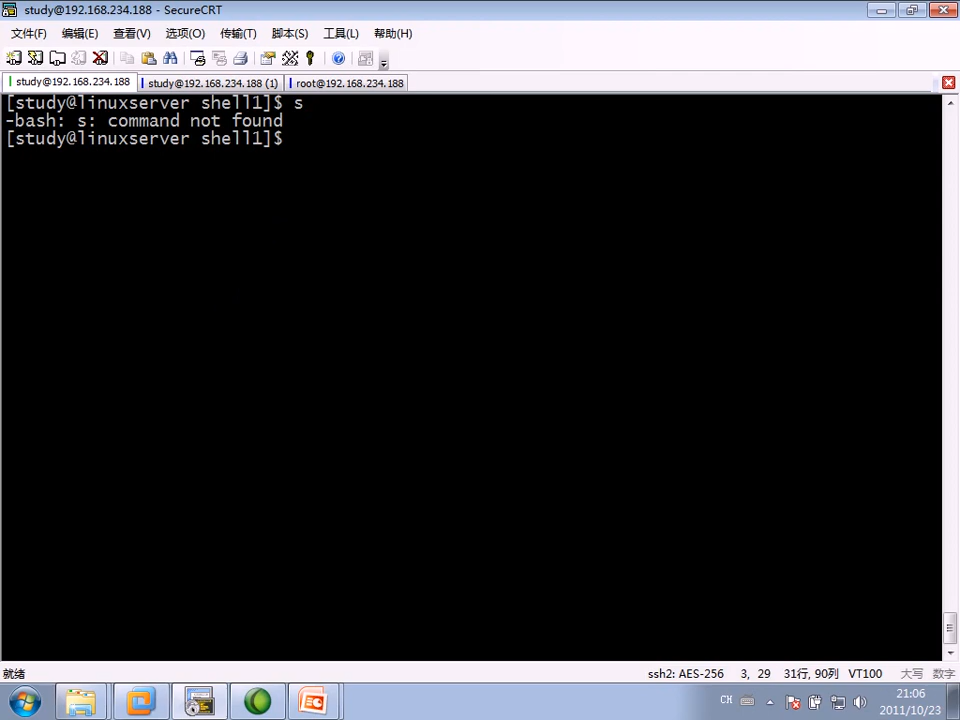 study@192.168.234.188 - SecureCRT
文件(F) 编辑(E) 查看(V) 选项(O) 传输(T) 脚本(S) 工具(L) 帮助(H)
study@192.168.234.188 study@192.168.234.188 (1) root@192.168.234.188
[study@linuxserver shell1]$ s
-bash: s: command not found
[study@linuxserver shell1]$
就绪 ssh2: AES-256 3, 29 31行, 90列 VT100 大写 数字
CH 21:06
2011/10/23